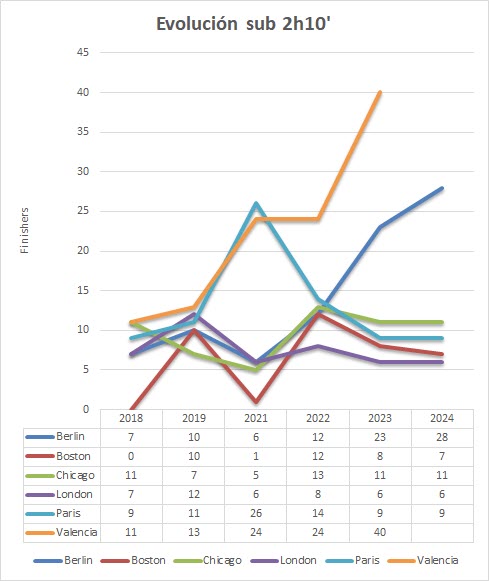 Evolución sub 2h10'
45
40
35
30
25
20
15
10
5
0
Finishers
2018 2019 2021 2022 2023 2024
Berlin 7 10 6 12 23 28
Boston 0 10 1 12 8 7
Chicago 11 7 5 13 11 11
London 7 12 6 8 6 6
Paris 9 11 26 14 9 9
Valencia 11 13 24 24 40
Berlin Boston Chicago London Paris Valencia